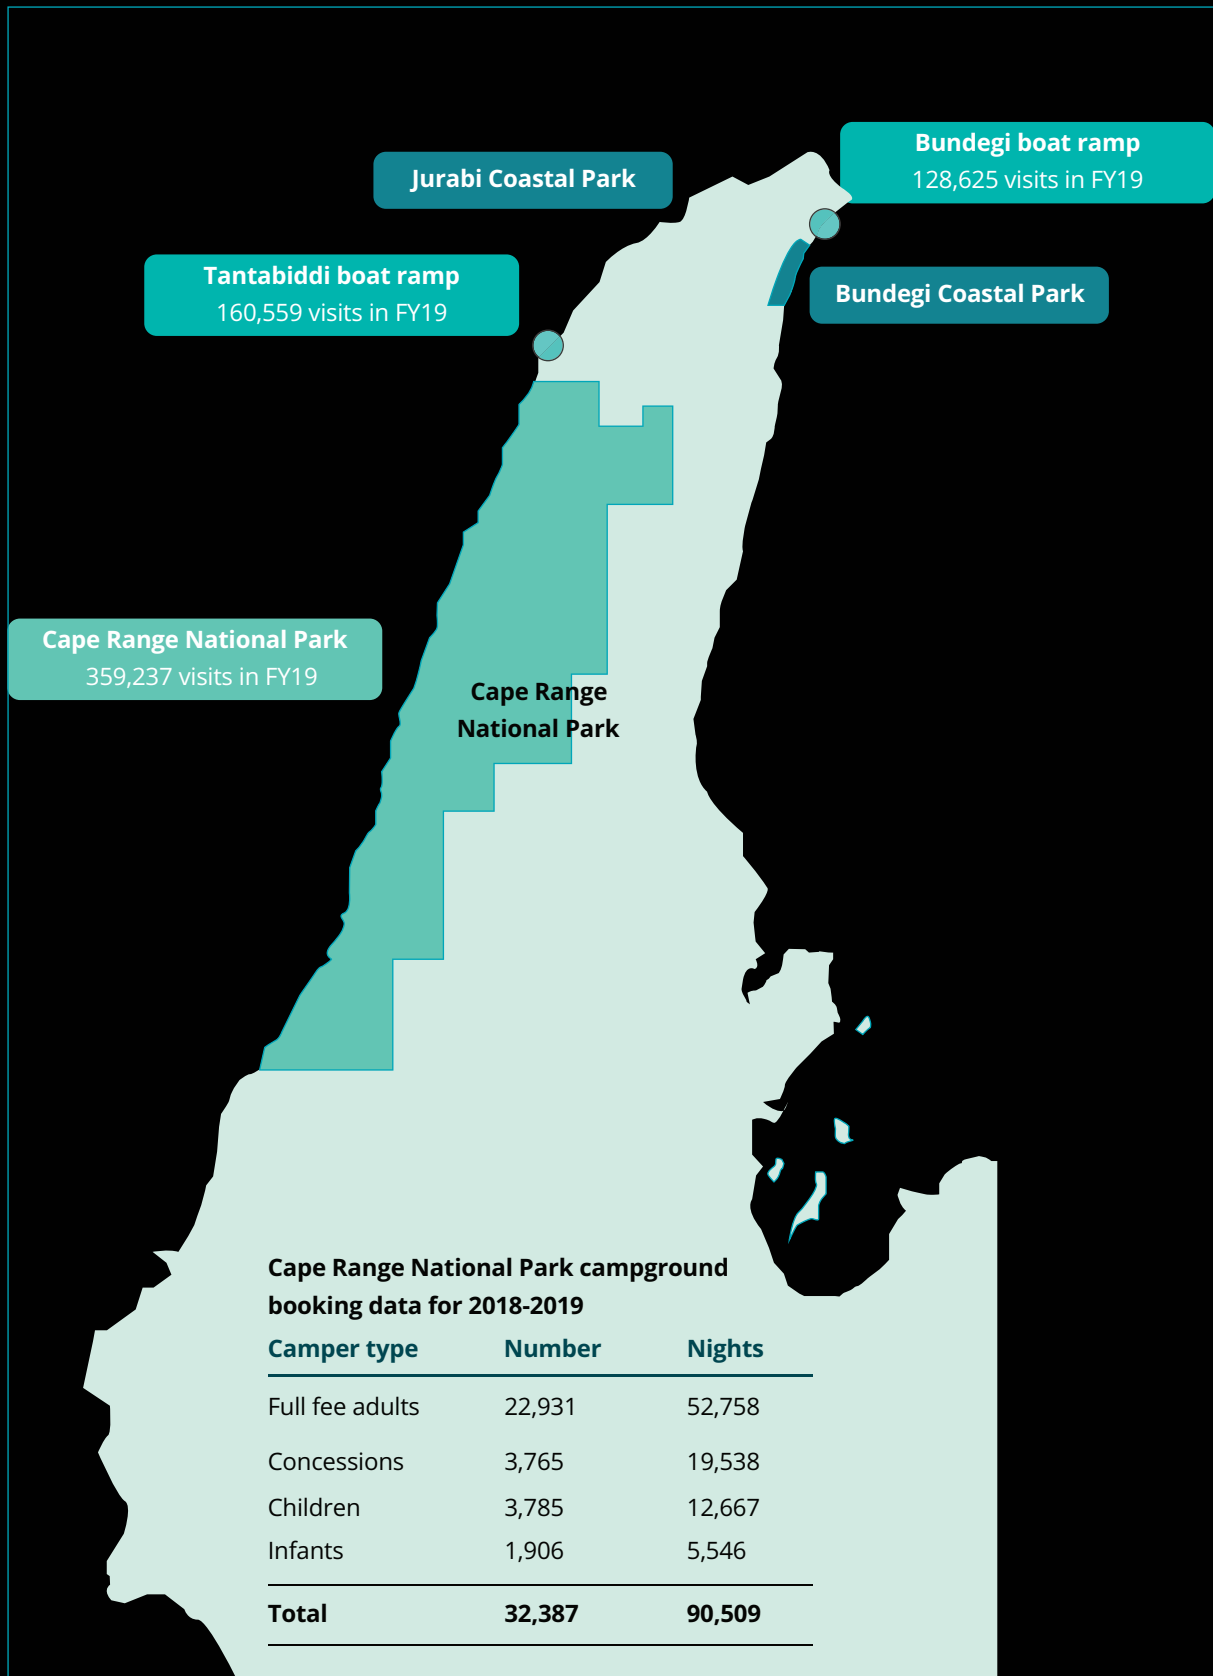 Bundegi boat ramp
128,625 visits in FY19
Jurabi Coastal Park
Tantabiddi boat ramp
160,559 visits in FY19
Bundegi Coastal Park
Cape Range National Park
359,237 visits in FY19
Cape Range
National Park
Cape Range National Park campground
booking data for 2018-2019
Camper type Number Nights
Full fee adults 22,931 52,758
Concessions 3,765 19,538
Children 3,785 12,667
Infants 1,906 5,546
Total 32,387 90,509